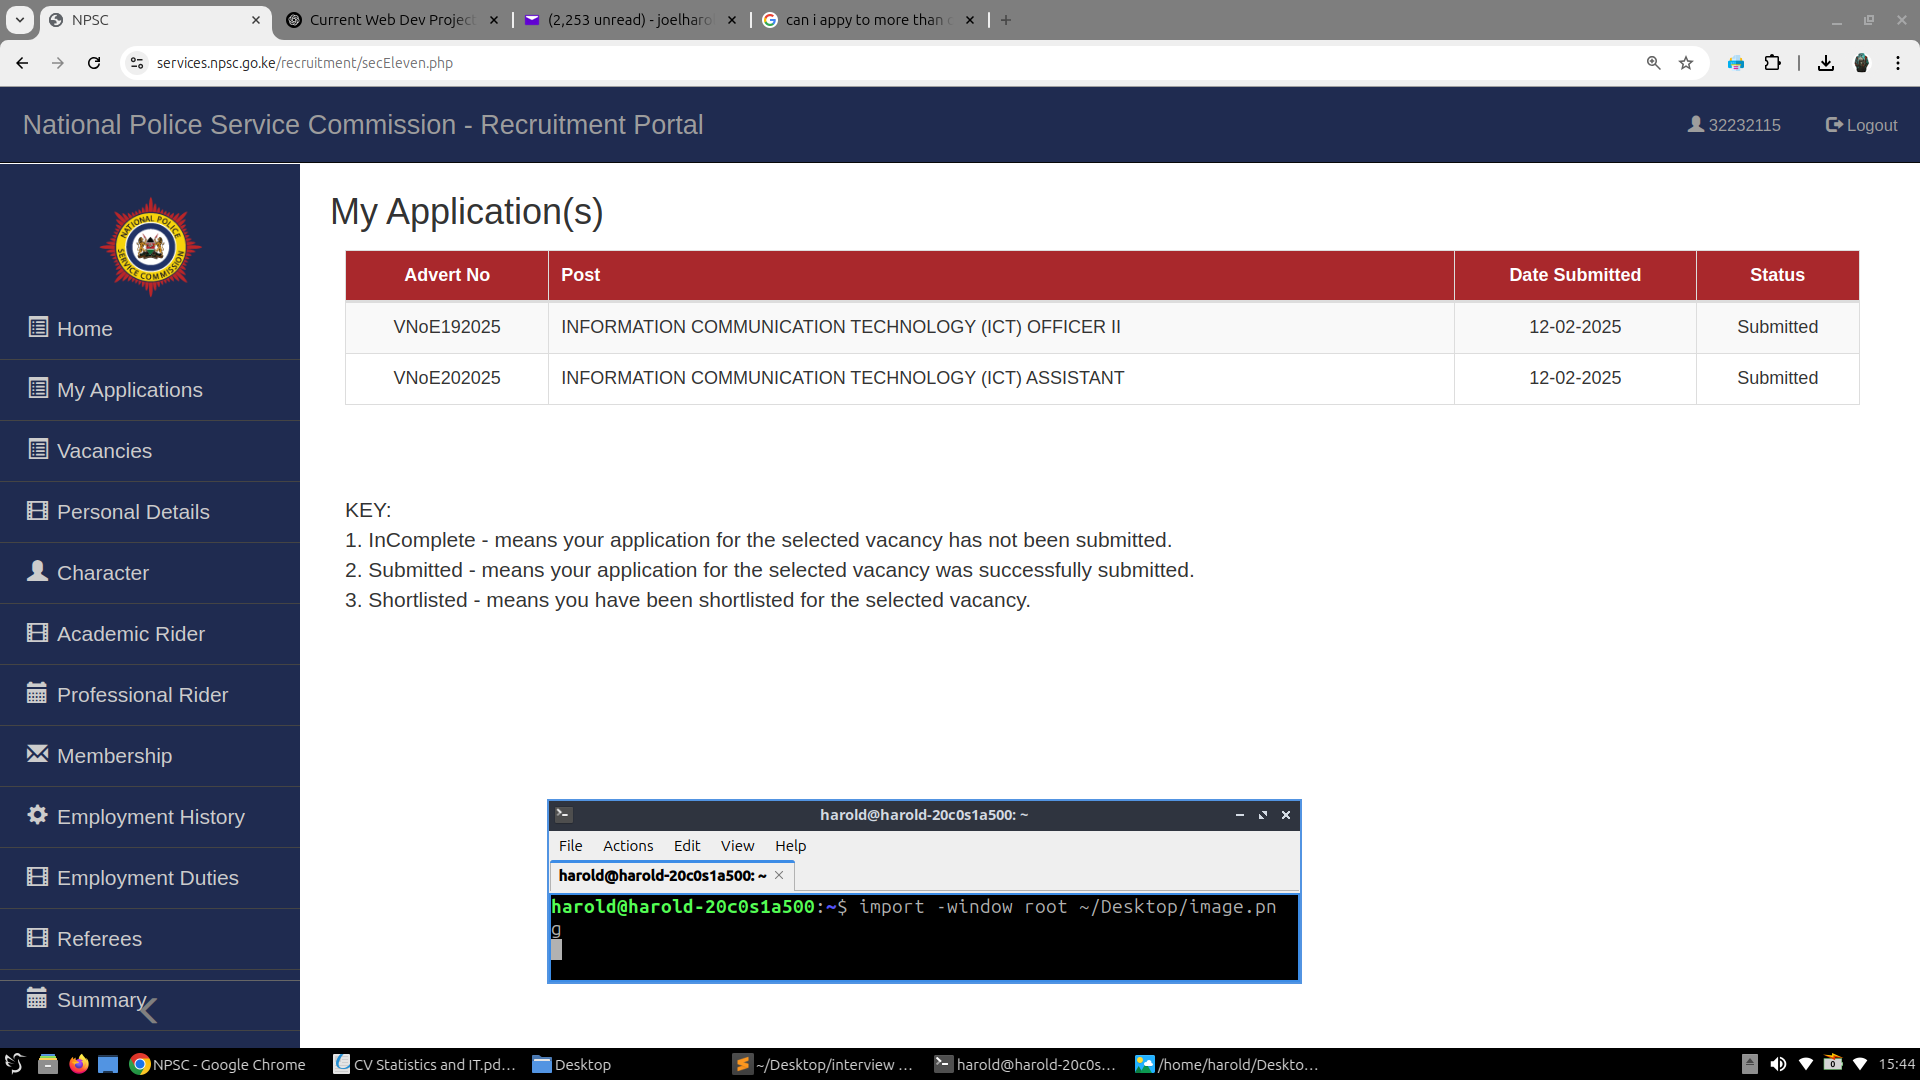 NPSC
Current Web Dev Project
(2,253 unread) - joelharo
can i appy to more than
services.npsc.go.ke/recruitment/secEleven.php
National Police Service Commission - Recruitment Portal
32232115
Logout
NATIONAL POLICE
SERVICE COMMISSION
Home
My Applications
Vacancies
Personal Details
Character
Academic Rider
Professional Rider
Membership
Employment History
Employment Duties
Referees
Summary
My Application(s)
Advert No Post Date Submitted Status
VNoE192025 INFORMATION COMMUNICATION TECHNOLOGY (ICT) OFFICER II 12-02-2025 Submitted
VNoE202025 INFORMATION COMMUNICATION TECHNOLOGY (ICT) ASSISTANT 12-02-2025 Submitted
KEY:
1. InComplete - means your application for the selected vacancy has not been submitted.
2. Submitted - means your application for the selected vacancy was successfully submitted.
3. Shortlisted - means you have been shortlisted for the selected vacancy.
harold@harold-20c0s1a500: ~
File Actions Edit View Help
harold@harold-20c0s1a500: ~
harold@harold-20c0s1a500:~$ import -window root ~/Desktop/image.pn
g
NPSC - Google Chrome
CV Statistics and IT.pd...
Desktop
~/Desktop/interview ...
harold@harold-20c0s...
/home/harold/Deskto...
15:44